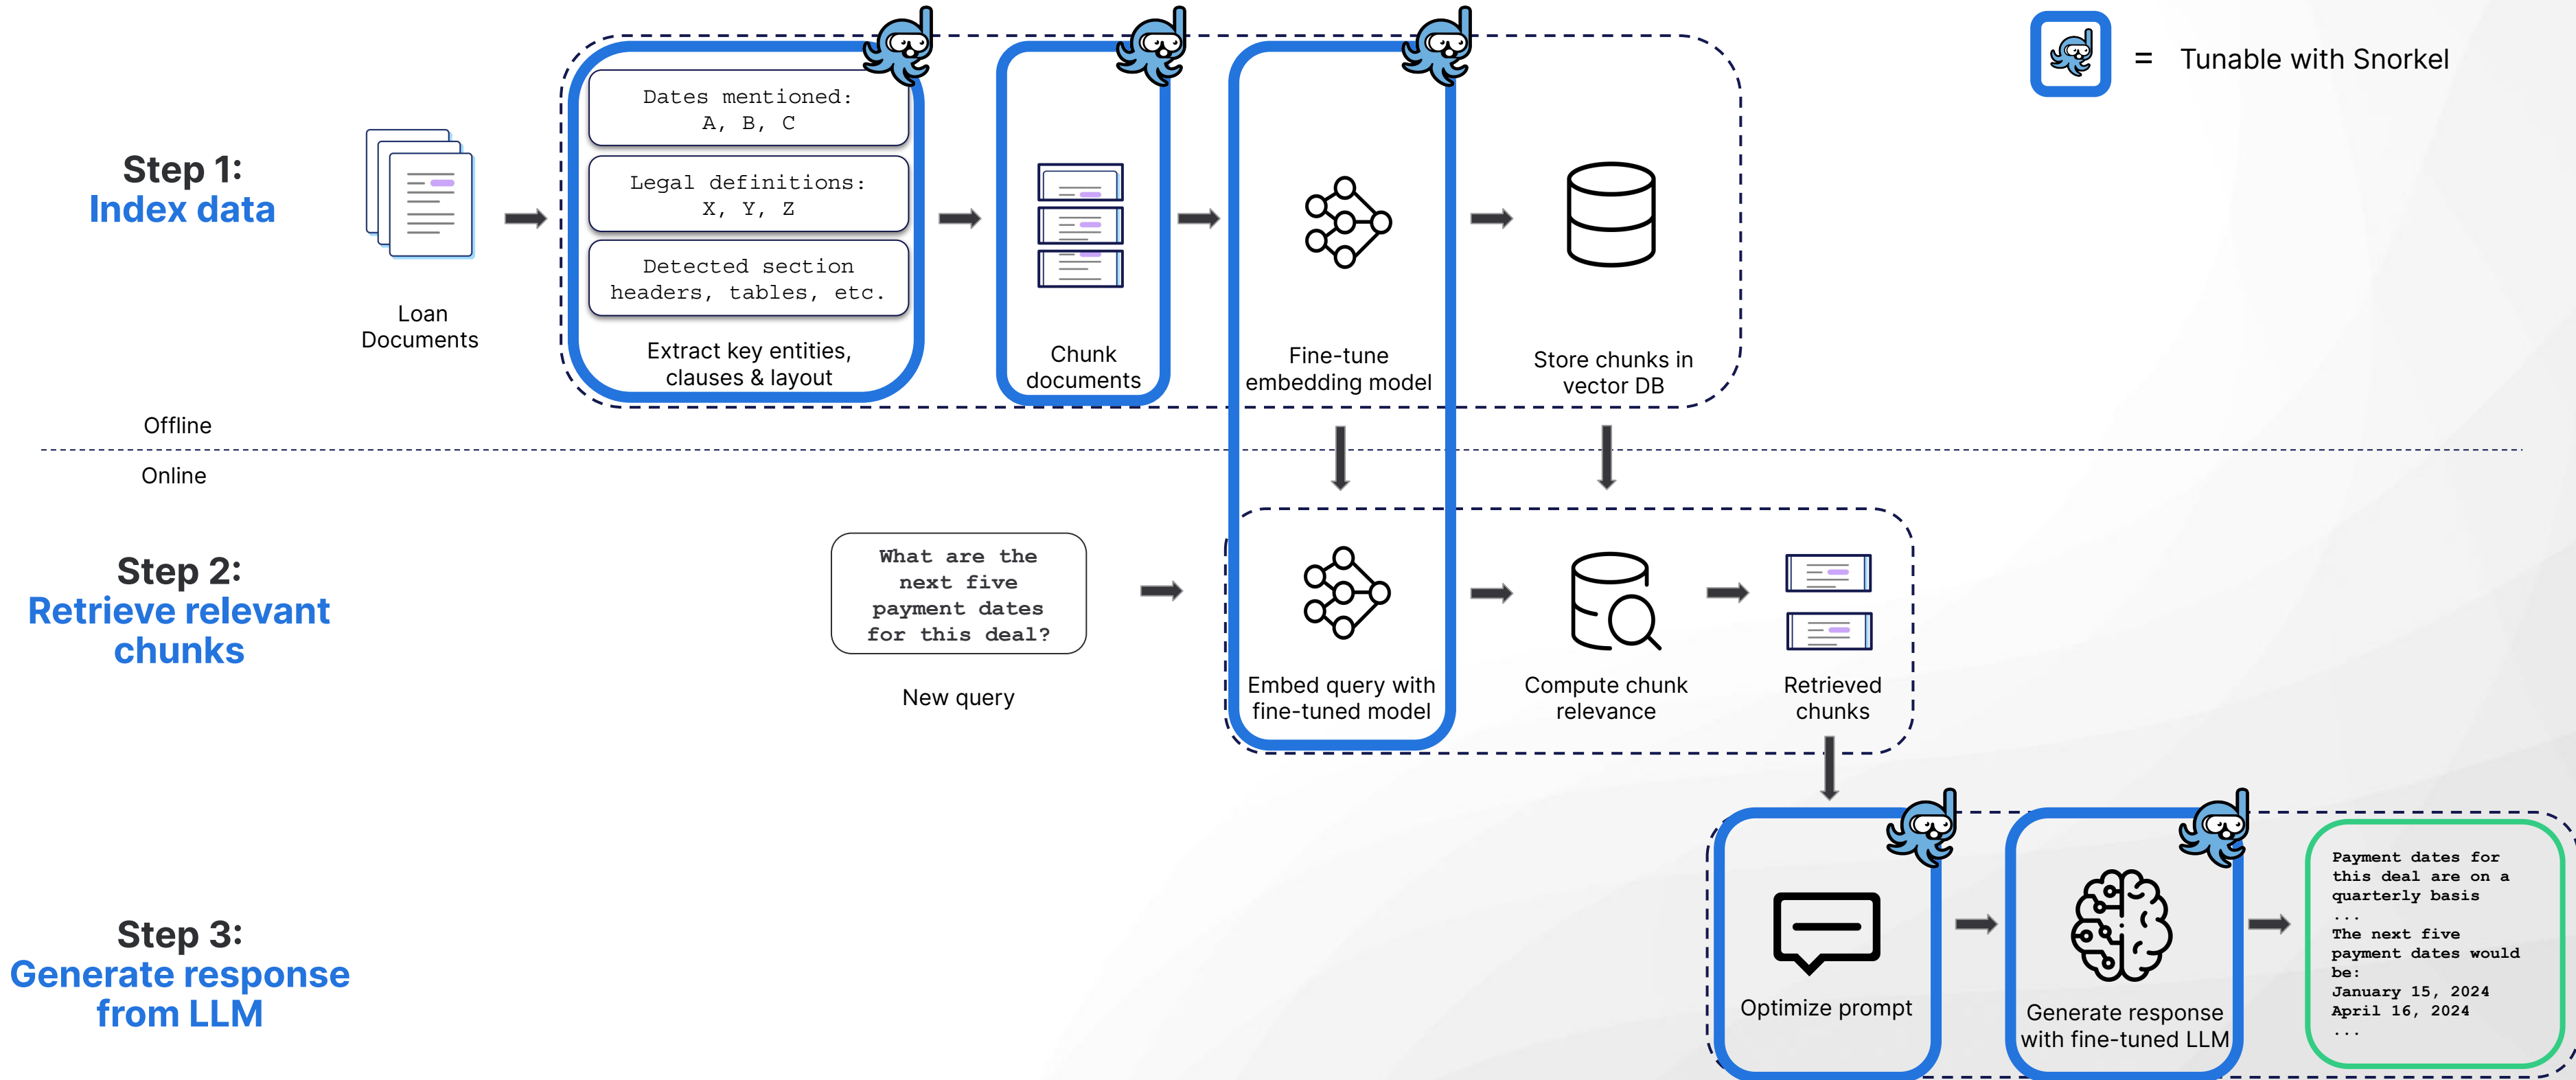 = Tunable with Snorkel
Step 1:
Index data
Loan
Documents
Dates mentioned:
A, B, C
Legal definitions:
X, Y, Z
Detected section
headers, tables, etc.
Extract key entities,
clauses & layout
Chunk
documents
Fine-tune
embedding model
Store chunks in
vector DB
Offline
Online
Step 2:
Retrieve relevant
chunks
What are the
next five
payment dates
for this deal?
New query
Embed query with
fine-tuned model
Compute chunk
relevance
Retrieved
chunks
Step 3:
Generate response
from LLM
Optimize prompt
Generate response
with fine-tuned LLM
Payment dates for
this deal are on a
quarterly basis
...
The next five
payment dates would
be:
January 15, 2024
April 16, 2024
...